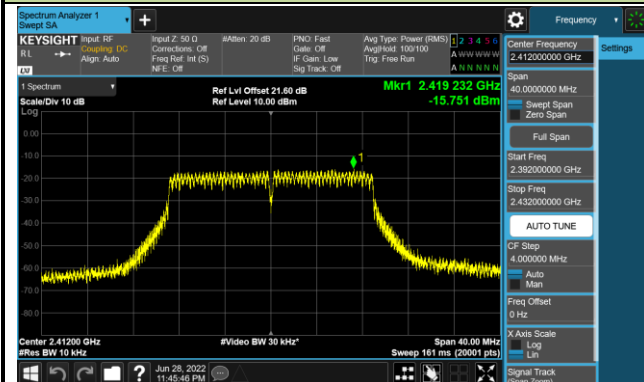 Spectrum Analyzer 1
Swept SA
Frequency
KEYSIGHT
R L
Input: RF
Coupling: DC
Align: Auto
Input Z: 50 Ω
Corrections: Off
Freq Ref: Int (S)
NFE: Off
#Atten: 20 dB
PNO: Fast
Gate: Off
IF Gain: Low
Sig Track: Off
Avg Type: Power (RMS)
Avg|Hold: 100/100
Trig: Free Run
1 2 3 4 5 6
A W W W W W
A N N N N N
1 Spectrum
Scale/Div 10 dB
Log
Ref Lvl Offset 21.60 dB
Ref Level 10.00 dBm
Mkr1 2.419 232 GHz
-15.751 dBm
1
0.00
-10.0
-20.0
-30.0
-40.0
-50.0
-60.0
-70.0
-80.0
Center 2.41200 GHz
#Res BW 10 kHz
#Video BW 30 kHz*
Span 40.00 MHz
Sweep 161 ms (20001 pts)
Jun 28, 2022
11:45:46 PM
Center Frequency
2.412000000 GHz
Settings
Span
40.0000000 MHz
Swept Span
Zero Span
Full Span
Start Freq
2.392000000 GHz
Stop Freq
2.432000000 GHz
AUTO TUNE
CF Step
4.000000 MHz
Auto
Man
Freq Offset
0 Hz
X Axis Scale
Log
Lin
Signal Track
(Span Zoom)